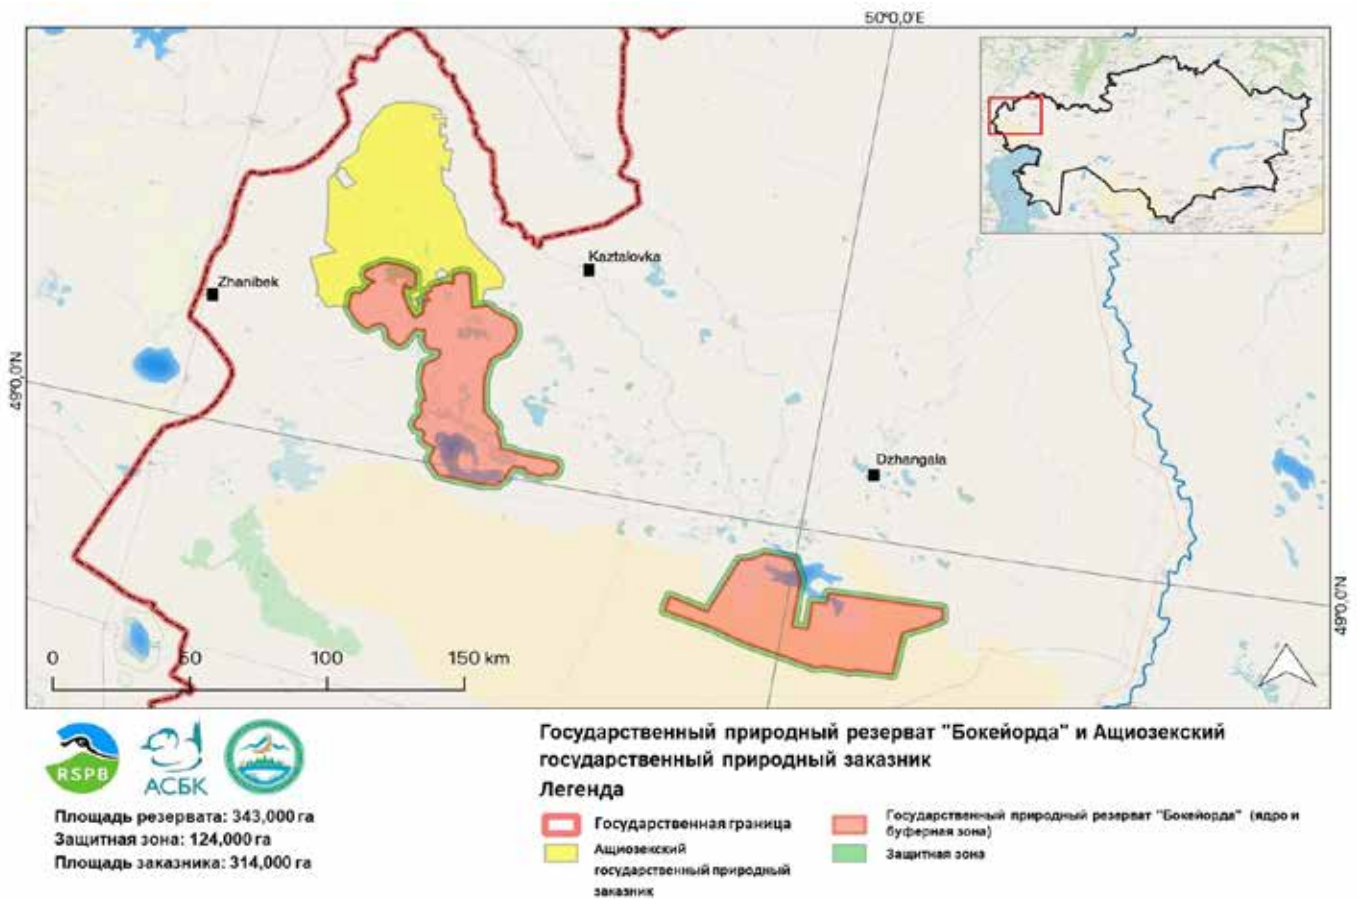 50°0,0'E
Kaztalovka
Zhanibek
49°0,0'N
Dzhangala
49°0,0'N
0 50 100 150 km
RSPB
АСБК
Государственный природный резерват "Бокейорда" и Ащиозекский
государственный природный заказник
Легенда
Площадь резервата: 343,000 га
Защитная зона: 124,000 га
Площадь заказника: 314,000 га
Государственная граница
Ащиозекский
государственный природный
заказник
Государственный природный резерват "Бокейорда" (ядро и
буферная зона)
Защитная зона